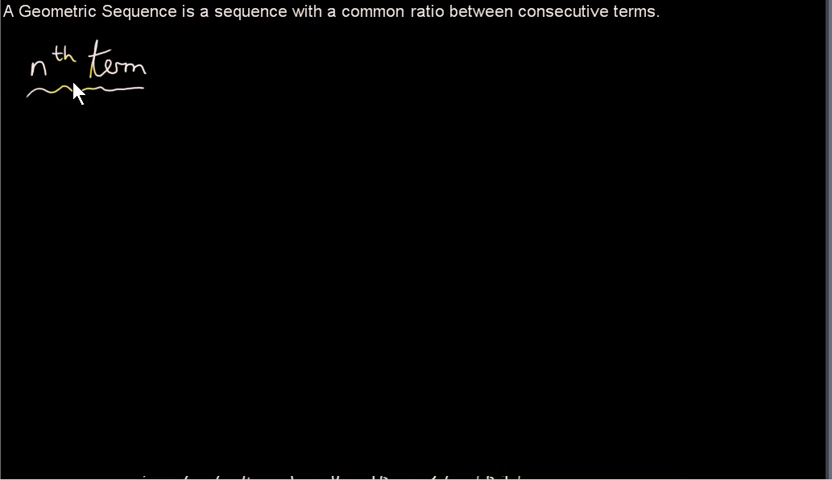 A Geometric Sequence is a sequence with a common ratio between consecutive terms.
nth term